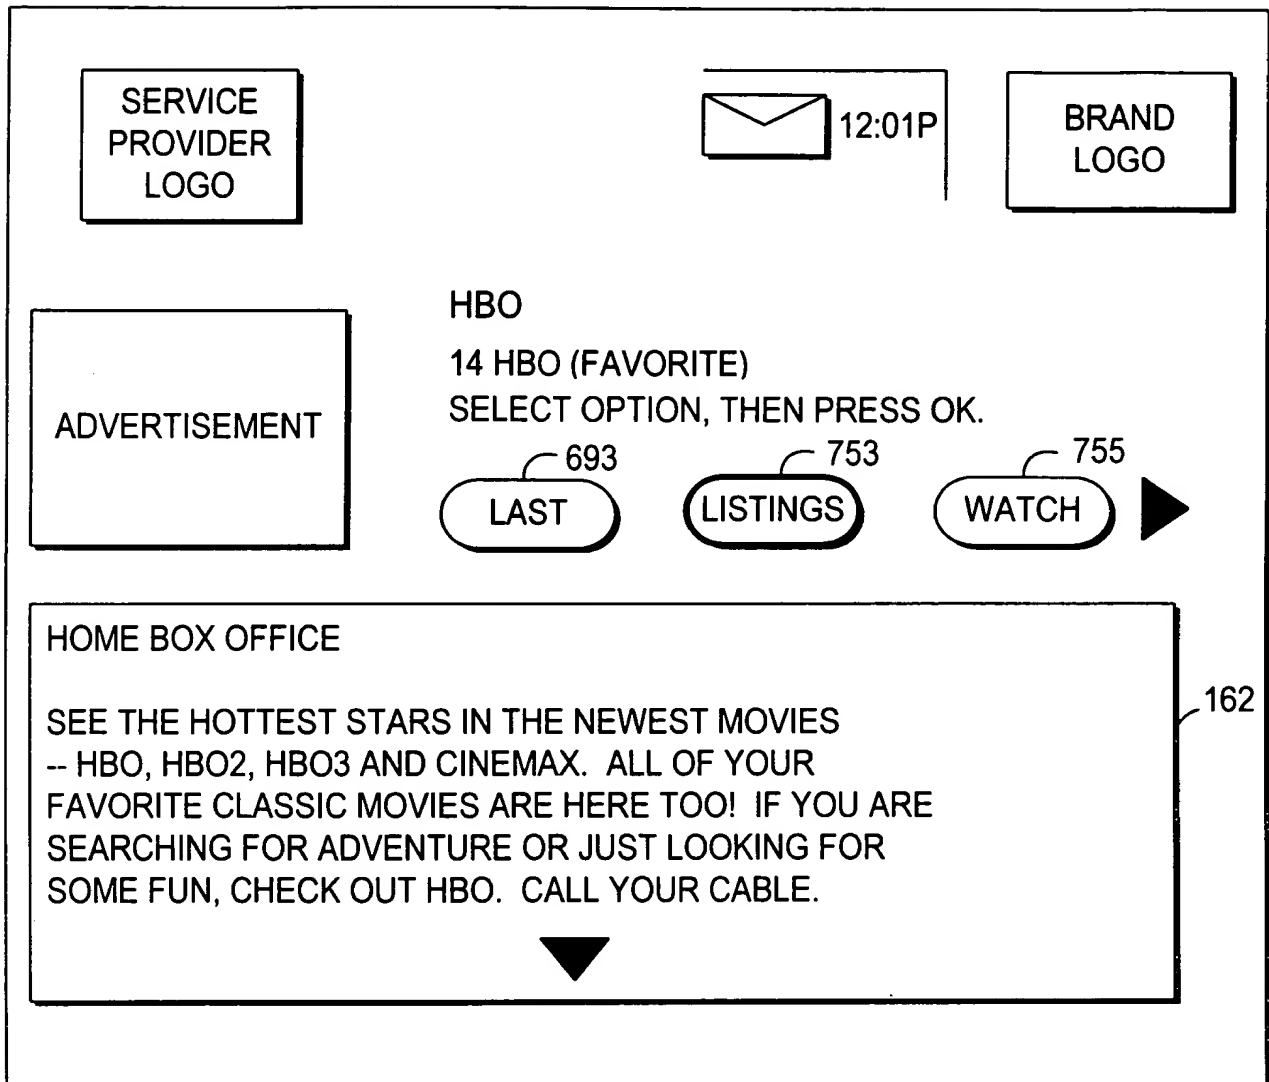 SERVICE
PROVIDER
LOGO
12:01P
BRAND
LOGO
ADVERTISEMENT
HBO
14 HBO (FAVORITE)
SELECT OPTION, THEN PRESS OK.
693
753
755
LAST
LISTINGS
WATCH
HOME BOX OFFICE
SEE THE HOTTEST STARS IN THE NEWEST MOVIES
-- HBO, HBO2, HBO3 AND CINEMAX. ALL OF YOUR
FAVORITE CLASSIC MOVIES ARE HERE TOO! IF YOU ARE
SEARCHING FOR ADVENTURE OR JUST LOOKING FOR
SOME FUN, CHECK OUT HBO. CALL YOUR CABLE.
162